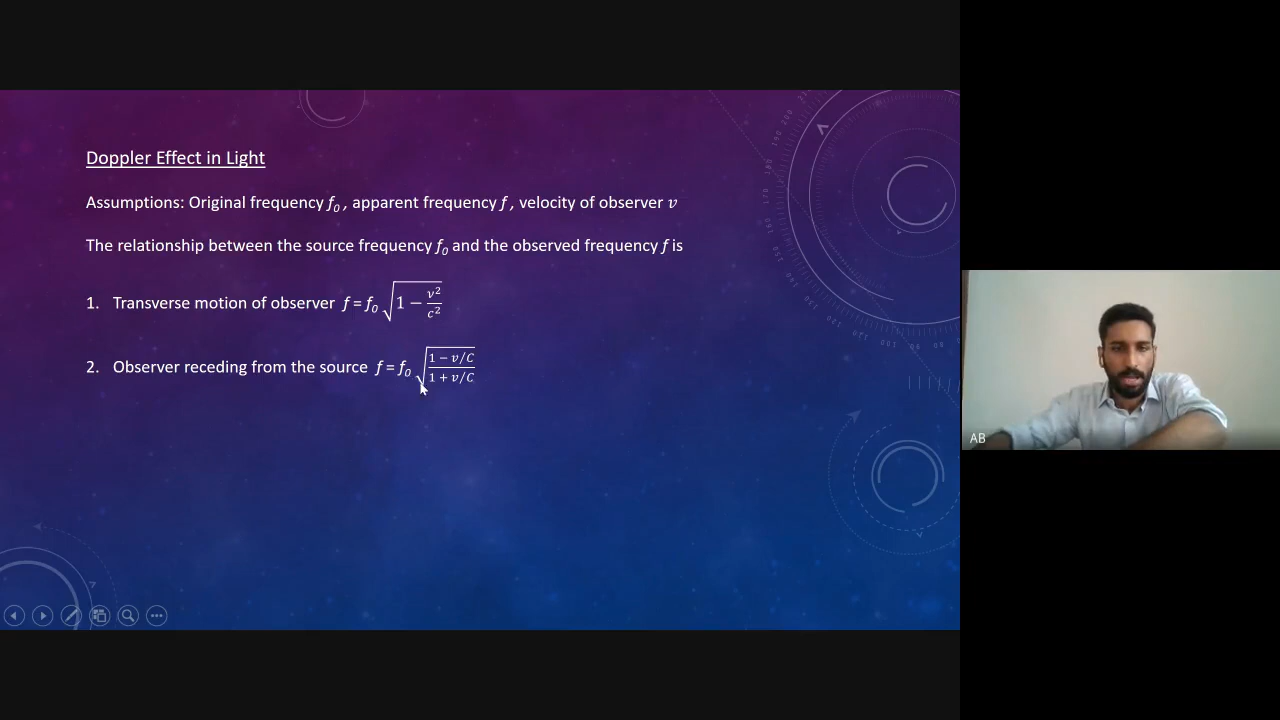 Doppler Effect in Light
Assumptions: Original frequency f₀ , apparent frequency f , velocity of observer v
The relationship between the source frequency f₀ and the observed frequency f is
1. Transverse motion of observer f = f₀ √(1 − v²/c²)
2. Observer receding from the source f = f₀ √((1 − v/C)/(1 + v/C))
AB